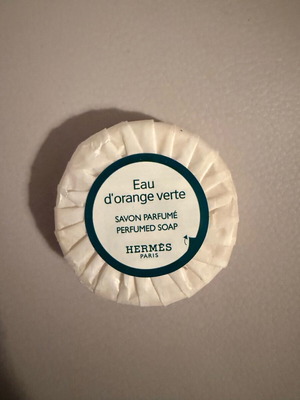 Eau
d'orange verte
SAVON PARFUMÉ
PERFUMED SOAP
HERMÈS
PARIS